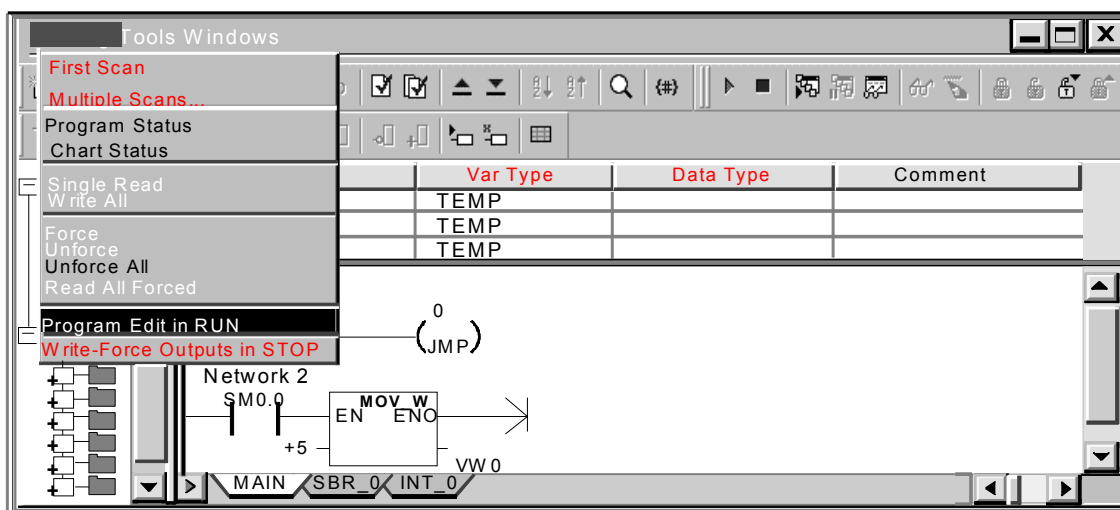 Tools Windows
First Scan
Multiple Scans...
Program Status
Chart Status
Single Read
Write All
Force
Unforce
Unforce All
Read All Forced
Program Edit in RUN
Write-Force Outputs in STOP
Var Type Data Type Comment
TEMP
TEMP
TEMP
0
JMP
Network 2
SM0.0
MOV_W
EN ENO
+5
VW0
MAIN SBR_0 INT_0